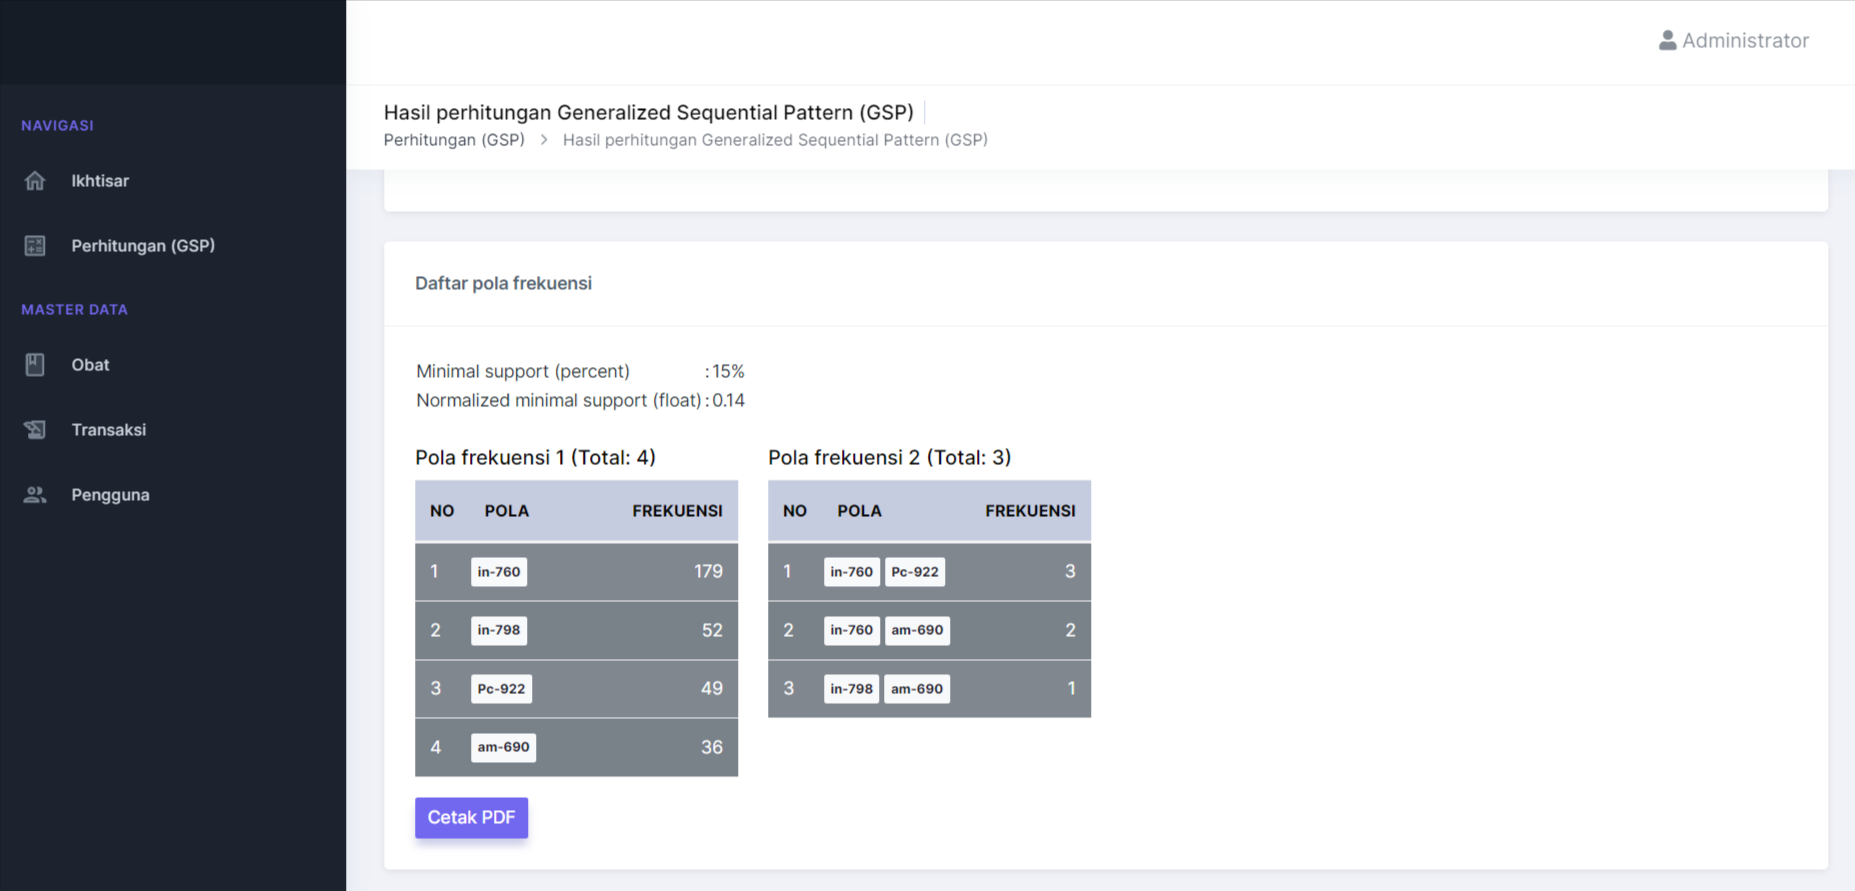 Administrator
NAVIGASI
Ikhtisar
Perhitungan (GSP)
MASTER DATA
Obat
Transaksi
Pengguna
Hasil perhitungan Generalized Sequential Pattern (GSP)
Perhitungan (GSP) > Hasil perhitungan Generalized Sequential Pattern (GSP)
Daftar pola frekuensi
Minimal support (percent) : 15%
Normalized minimal support (float) : 0.14
Pola frekuensi 1 (Total: 4)
NO POLA FREKUENSI
1 in-760 179
2 in-798 52
3 Pc-922 49
4 am-690 36
Pola frekuensi 2 (Total: 3)
NO POLA FREKUENSI
1 in-760 Pc-922 3
2 in-760 am-690 2
3 in-798 am-690 1
Cetak PDF